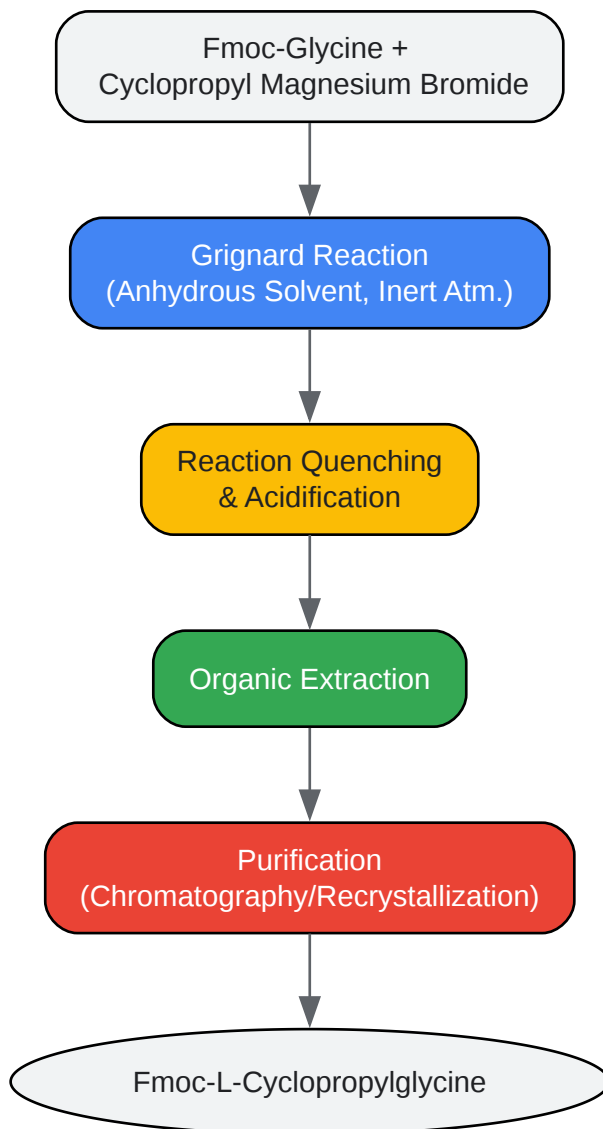 Fmoc-Glycine +
Cyclopropyl Magnesium Bromide
Grignard Reaction
(Anhydrous Solvent, Inert Atm.)
Reaction Quenching
& Acidification
Organic Extraction
Purification
(Chromatography/Recrystallization)
Fmoc-L-Cyclopropylglycine